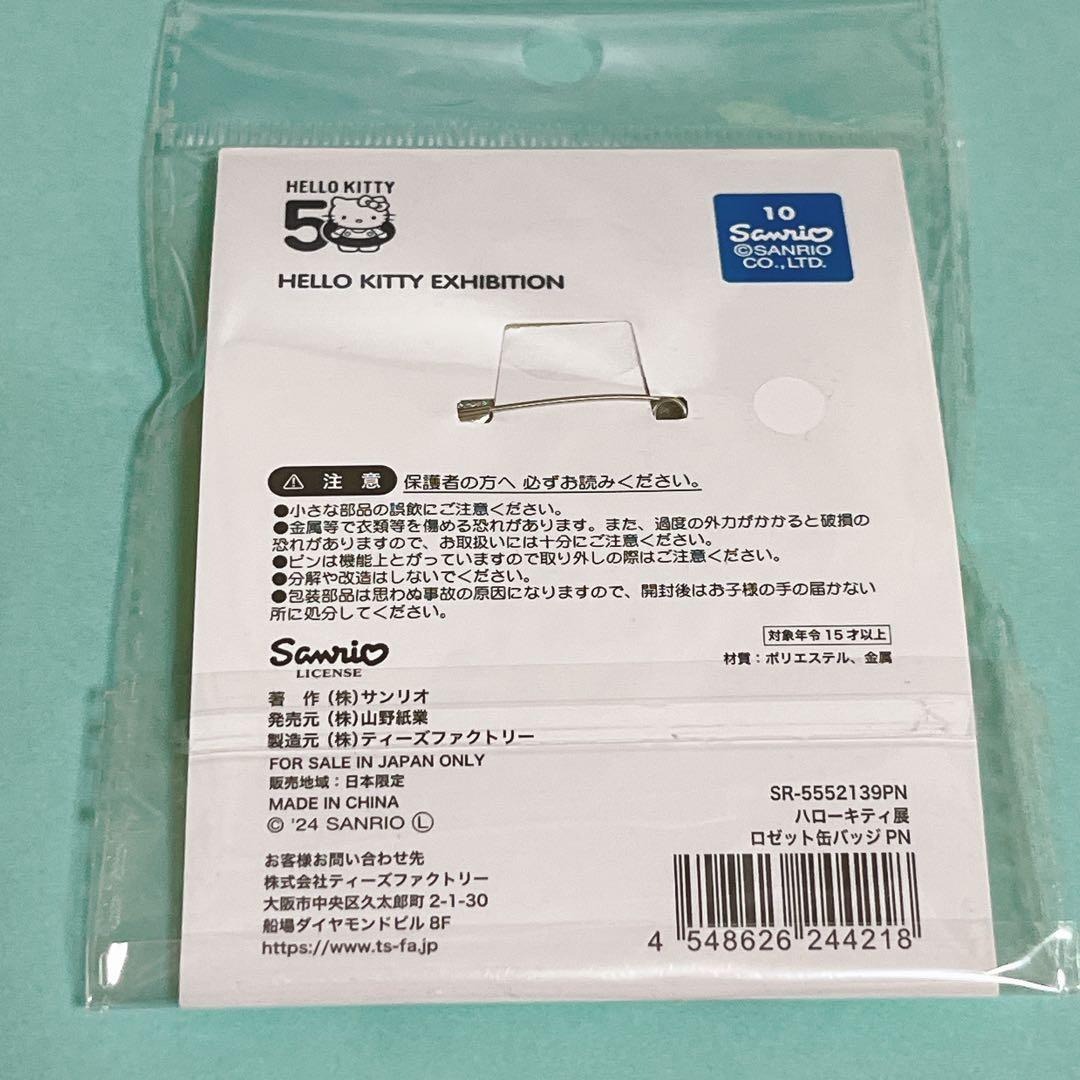 HELLO KITTY
50
HELLO KITTY EXHIBITION
10
Sanrio
©SANRIO
CO.,LTD.
⚠ 注 意 保護者の方へ 必ずお読みください。
●小さな部品の誤飲にご注意ください。
●金属等で衣類等を傷める恐れがあります。また、過度の外力がかかると破損の
恐れがありますので、お取扱いには十分にご注意ください。
●ピンは機能上とがっていますので取り外しの際はご注意ください。
●分解や改造はしないでください。
●包装部品は思わぬ事故の原因になりますので、開封後はお子様の手の届かない
所に処分してください。
対象年令15才以上
材質：ポリエステル、金属
Sanrio
LICENSE
著　作（株）サンリオ
発売元（株）山野紙業
製造元（株）ティーズファクトリー
FOR SALE IN JAPAN ONLY
販売地域：日本限定
MADE IN CHINA
© '24 SANRIO Ⓛ
お客様お問い合わせ先
株式会社ティーズファクトリー
大阪市中央区久太郎町 2-1-30
船場ダイヤモンドビル 8F
https://www.ts-fa.jp
SR-5552139PN
ハローキティ展
ロゼット缶バッジ PN
4 548626 244218